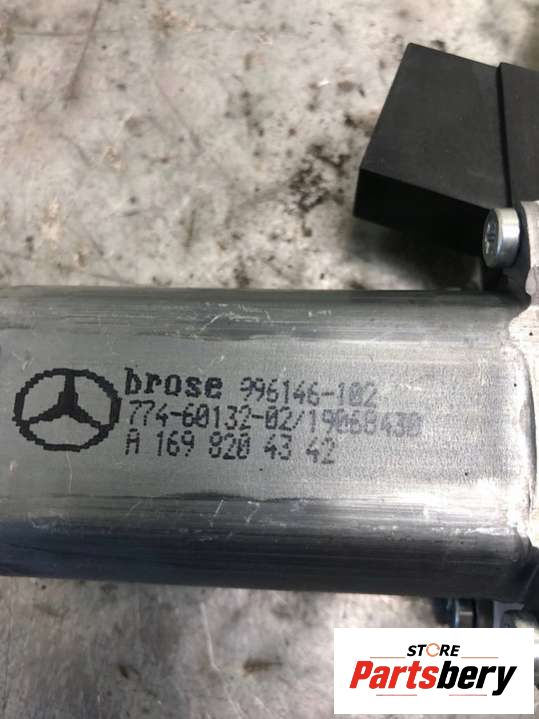 brose 996146-102
774-60132-02/19068430
A 169 820 43 42
STORE
Partsbery